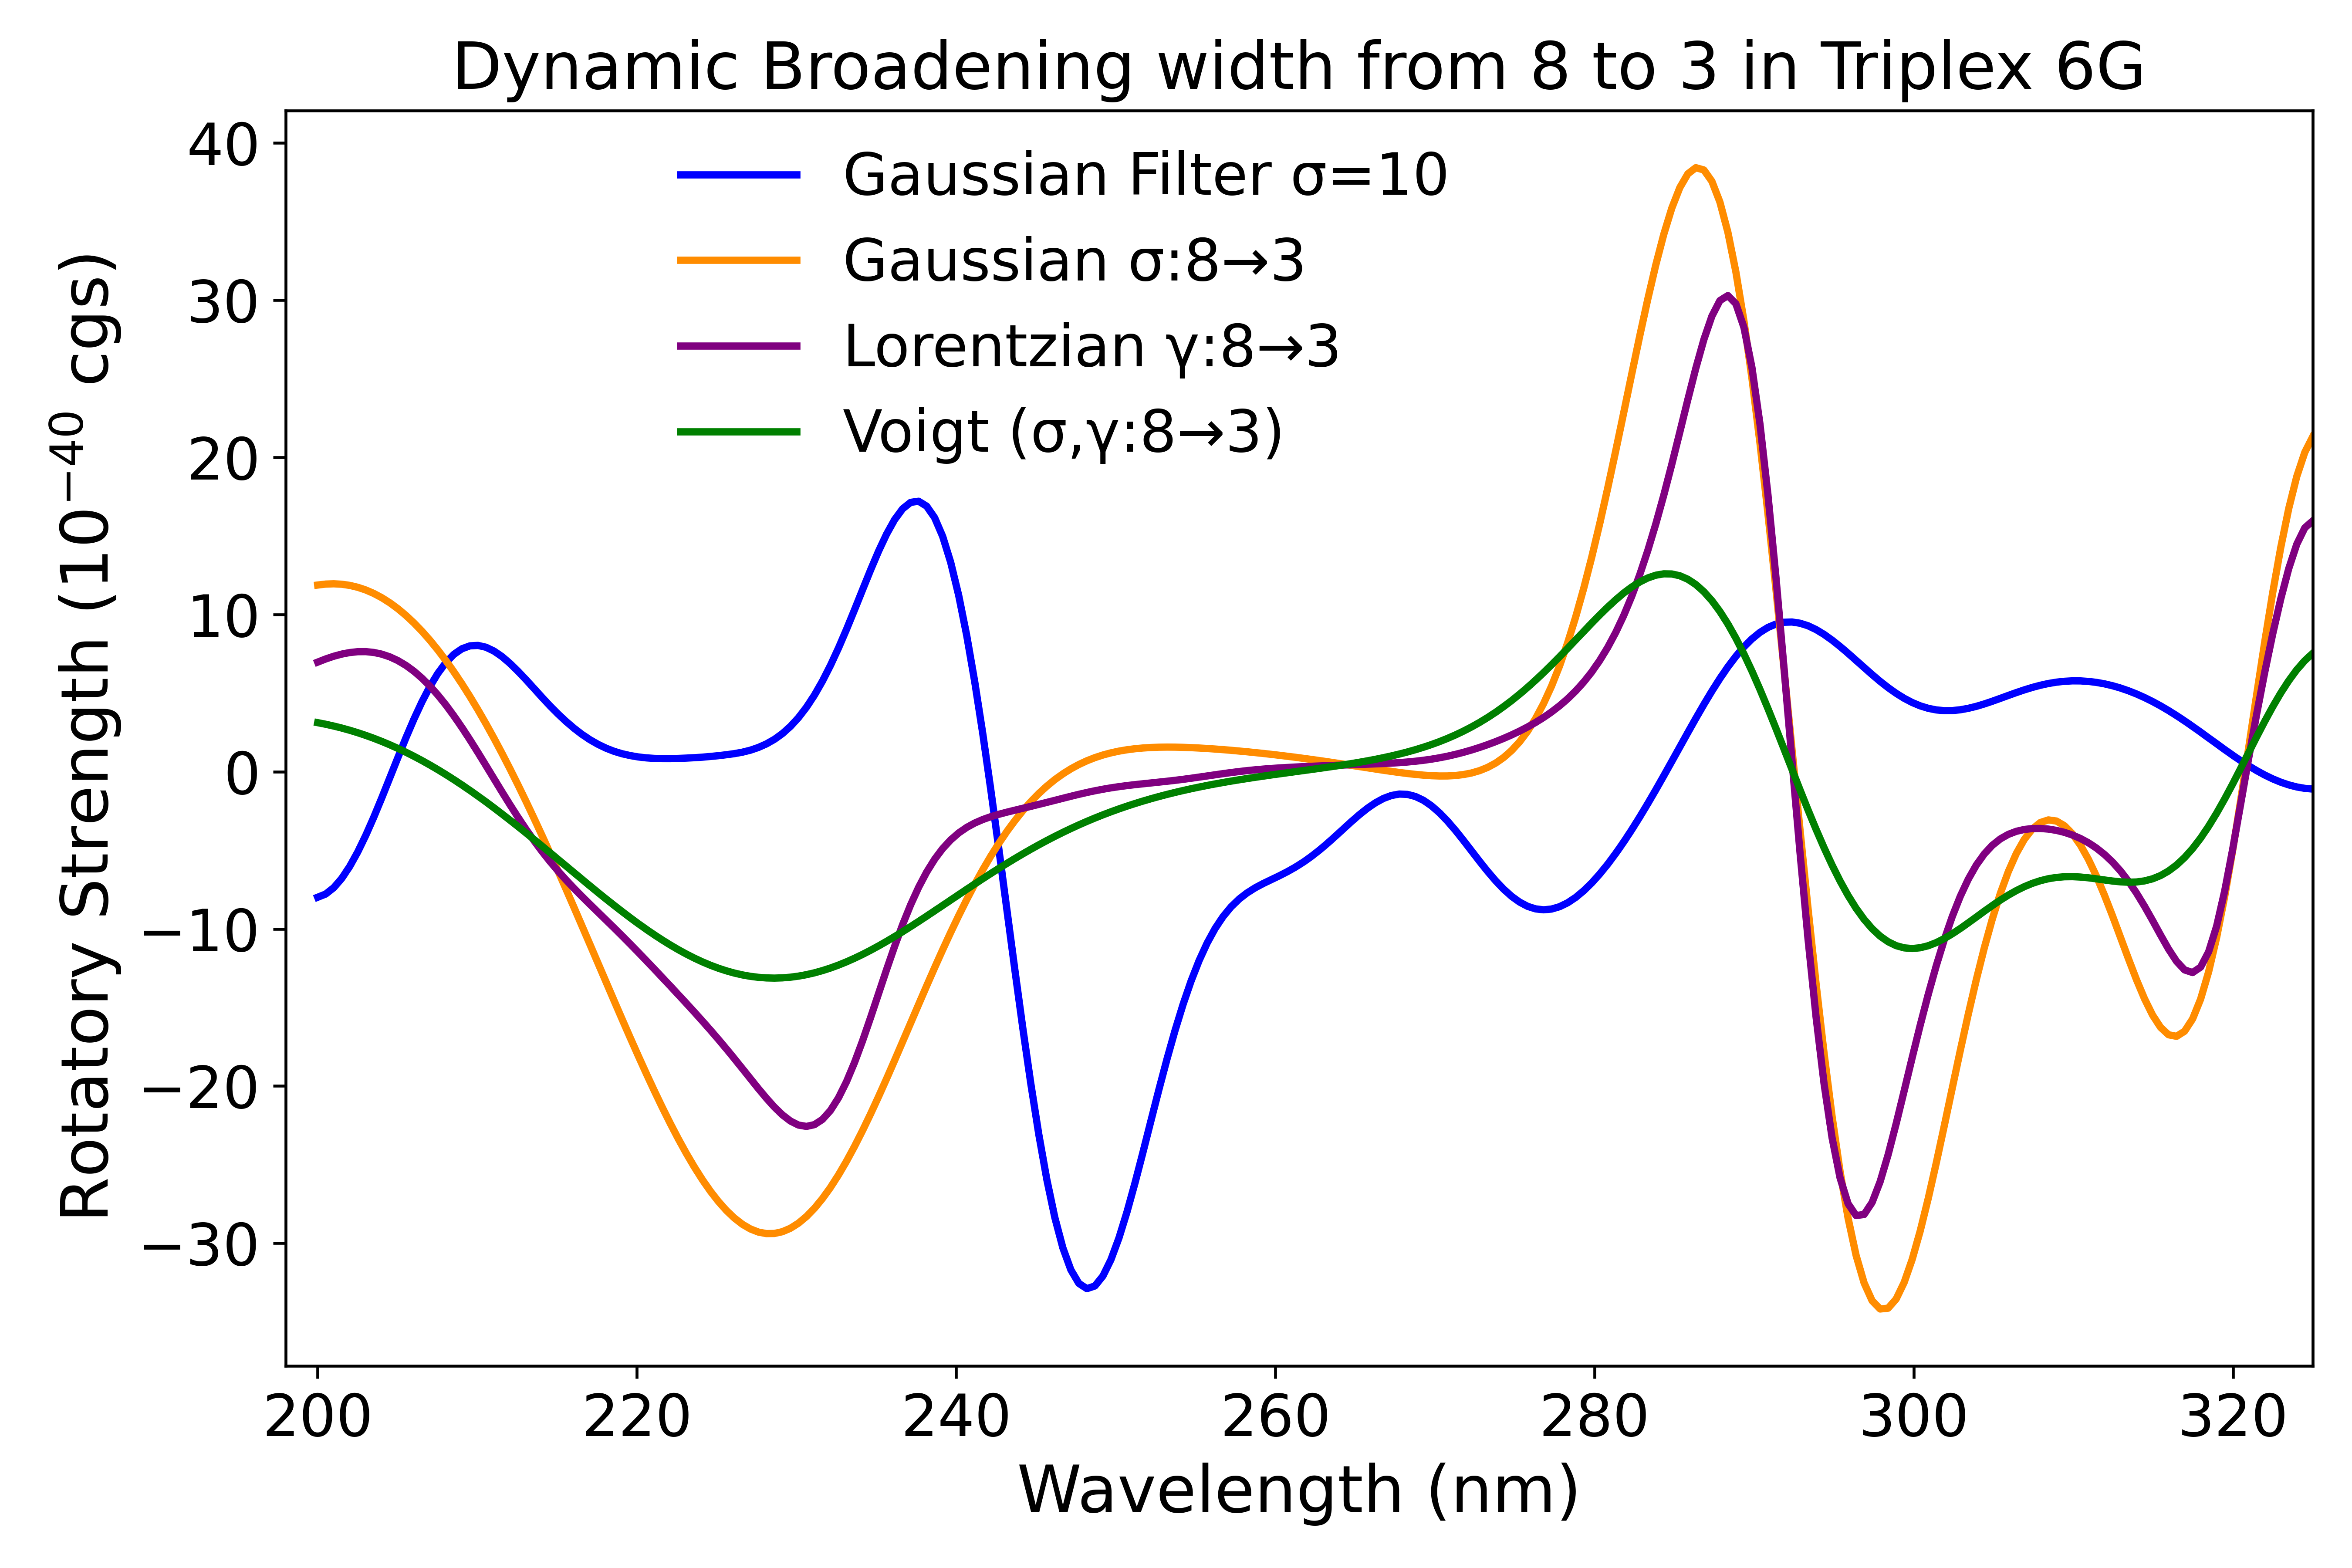 Dynamic Broadening width from 8 to 3 in Triplex 6G
Gaussian Filter σ=10
Gaussian σ:8→3
Lorentzian γ:8→3
Voigt (σ,γ:8→3)
Rotatory Strength (10⁻⁴⁰ cgs)
40
30
20
10
0
−10
−20
−30
200 220 240 260 280 300 320
Wavelength (nm)